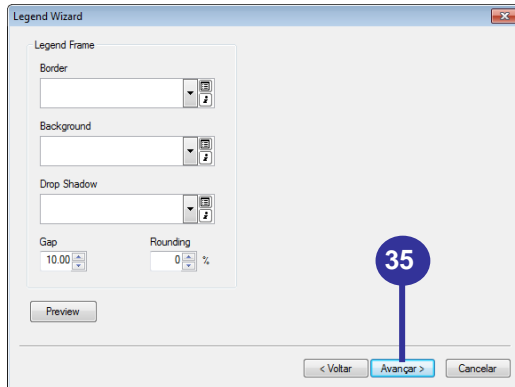 Legend Wizard
Legend Frame
Border
Background
Drop Shadow
Gap Rounding
10.00 0 %
35
Preview
< Voltar Avançar > Cancelar